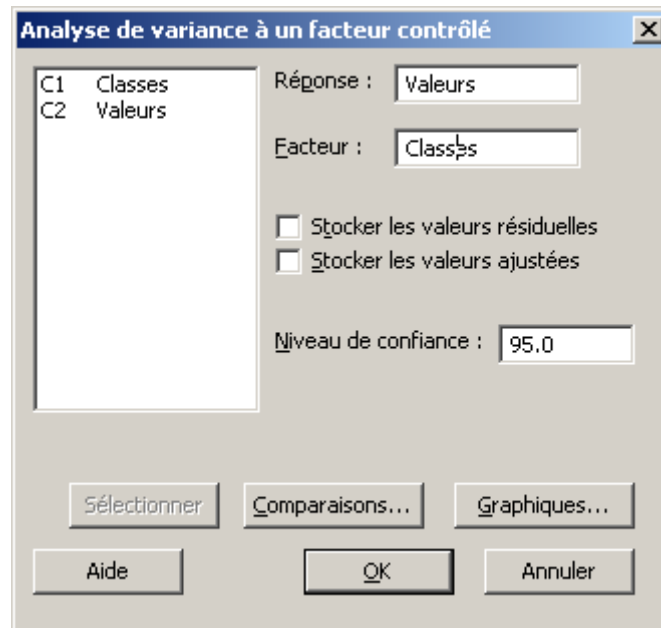 Analyse de variance à un facteur contrôlé
C1 Classes
C2 Valeurs
Réponse : Valeurs
Facteur : Classes
Stocker les valeurs résiduelles
Stocker les valeurs ajustées
Niveau de confiance : 95.0
Sélectionner Comparaisons... Graphiques...
Aide OK Annuler